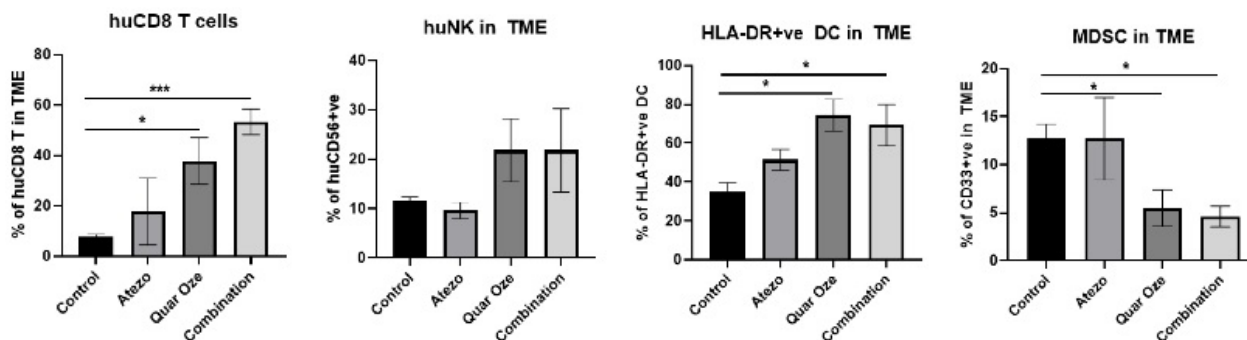 huCD8 T cells
% of huCD8 T in TME
80
60
40
20
0
***
*
Control
Atezo
Quar Oze
Combination
huNK in TME
% of huCD56+ve
40
30
20
10
0
Control
Atezo
Quar Oze
Combination
HLA-DR+ve DC in TME
% of HLA-DR+ve DC
100
80
60
40
20
0
*
*
Control
Atezo
Quar Oze
Combination
MDSC in TME
% of CD33+ve in TME
20
15
10
5
0
*
*
Control
Atezo
Quar Oze
Combination